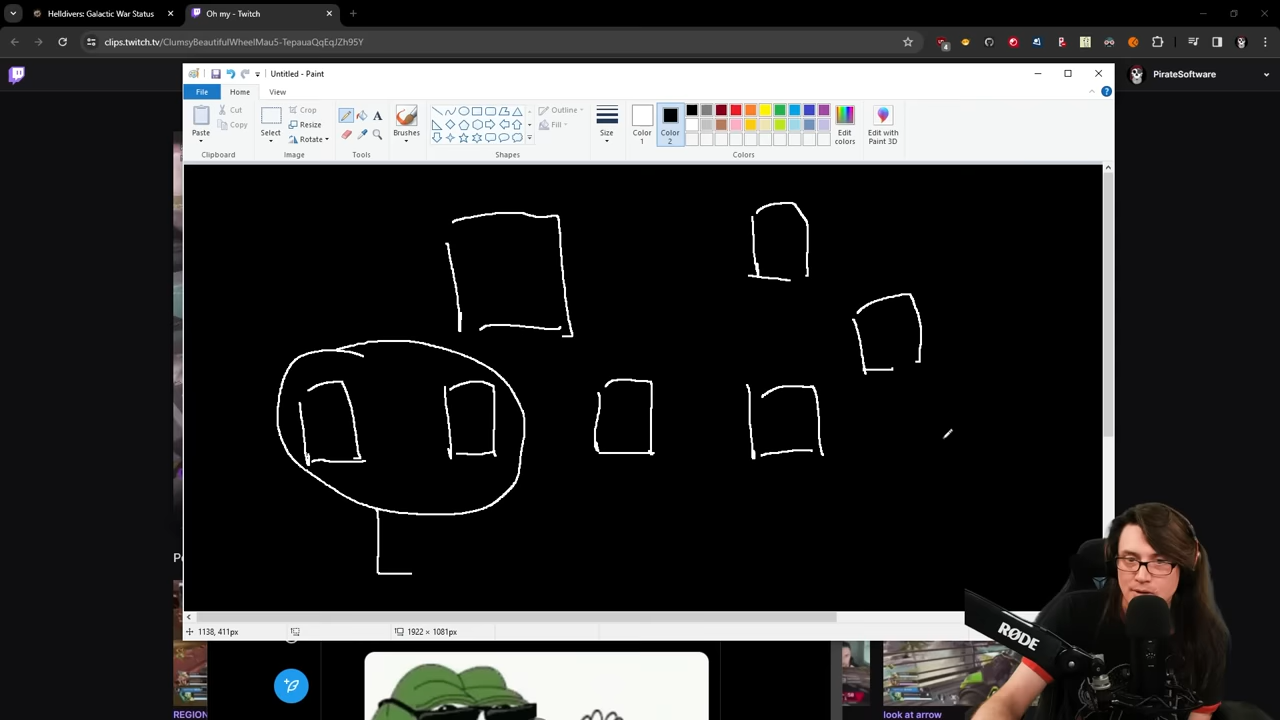 Helldivers: Galactic War Status
Oh my - Twitch
clips.twitch.tv/ClumsyBeautifulWheelMau5-TepauaQqEqJZh95Y
4
PirateSoftware
Untitled - Paint
File
Home
View
Paste
Cut
Copy
Clipboard
Select
Crop
Resize
Rotate
Image
A
Tools
Brushes
Outline
Fill
Shapes
Size
Color 1
Color 2
Edit colors
Colors
Edit with Paint 3D
1138, 411px
1922 × 1081px
RØDE
REGION
look at arrow